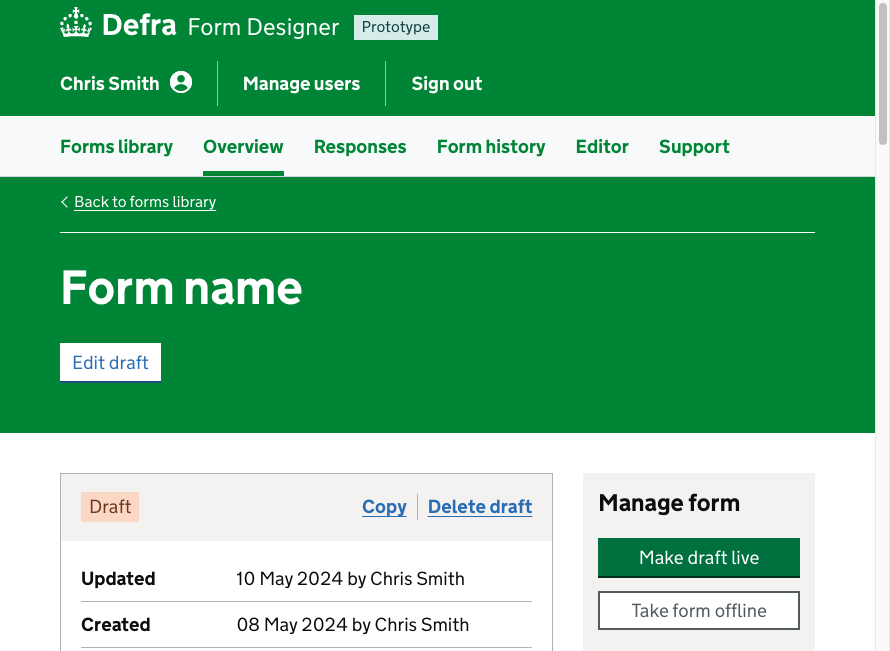 Defra Form Designer Prototype
Chris Smith Manage users Sign out
Forms library Overview Responses Form history Editor Support
Back to forms library
Form name
Edit draft
Draft Copy Delete draft
Updated 10 May 2024 by Chris Smith
Created 08 May 2024 by Chris Smith
Manage form
Make draft live
Take form offline